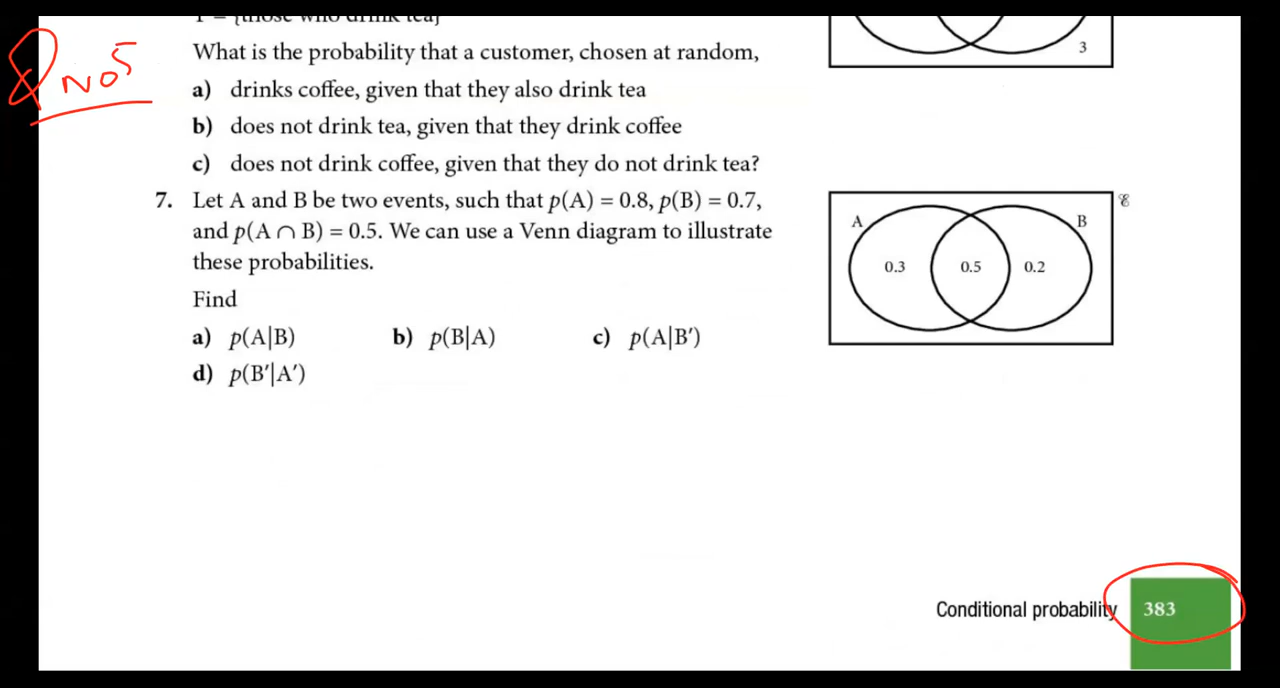 Q NO 5
What is the probability that a customer, chosen at random,
a) drinks coffee, given that they also drink tea
b) does not drink tea, given that they drink coffee
c) does not drink coffee, given that they do not drink tea?
3
7. Let A and B be two events, such that p(A) = 0.8, p(B) = 0.7,
and p(A ∩ B) = 0.5. We can use a Venn diagram to illustrate
these probabilities.
Find
a) p(A|B) b) p(B|A) c) p(A|B′)
d) p(B′|A′)
ℰ
A B
0.3 0.5 0.2
Conditional probability 383